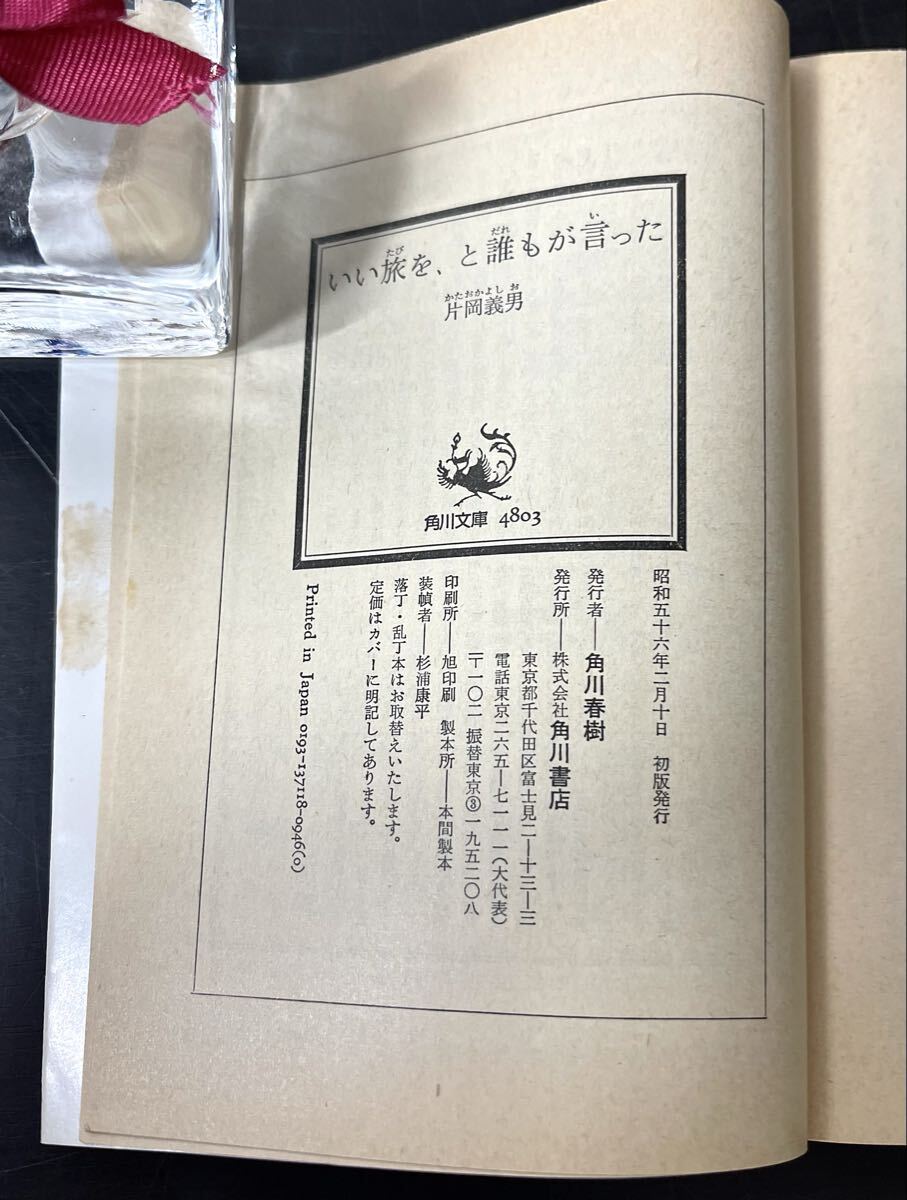 いい旅を、と誰もが言った
片岡義男
角川文庫 4803
昭和五十六年二月十日 初版発行
発行者——角川春樹
発行所——株式会社角川書店
東京都千代田区富士見二—十三—三
電話東京二六五—七一一一(大代表)
〒一〇二 振替東京③一九五二〇八
印刷所——旭印刷 製本所——本間製本
装幀者——杉浦康平
落丁・乱丁本はお取替えいたします。
定価はカバーに明記してあります。
Printed in Japan 0193-137118-0946(0)